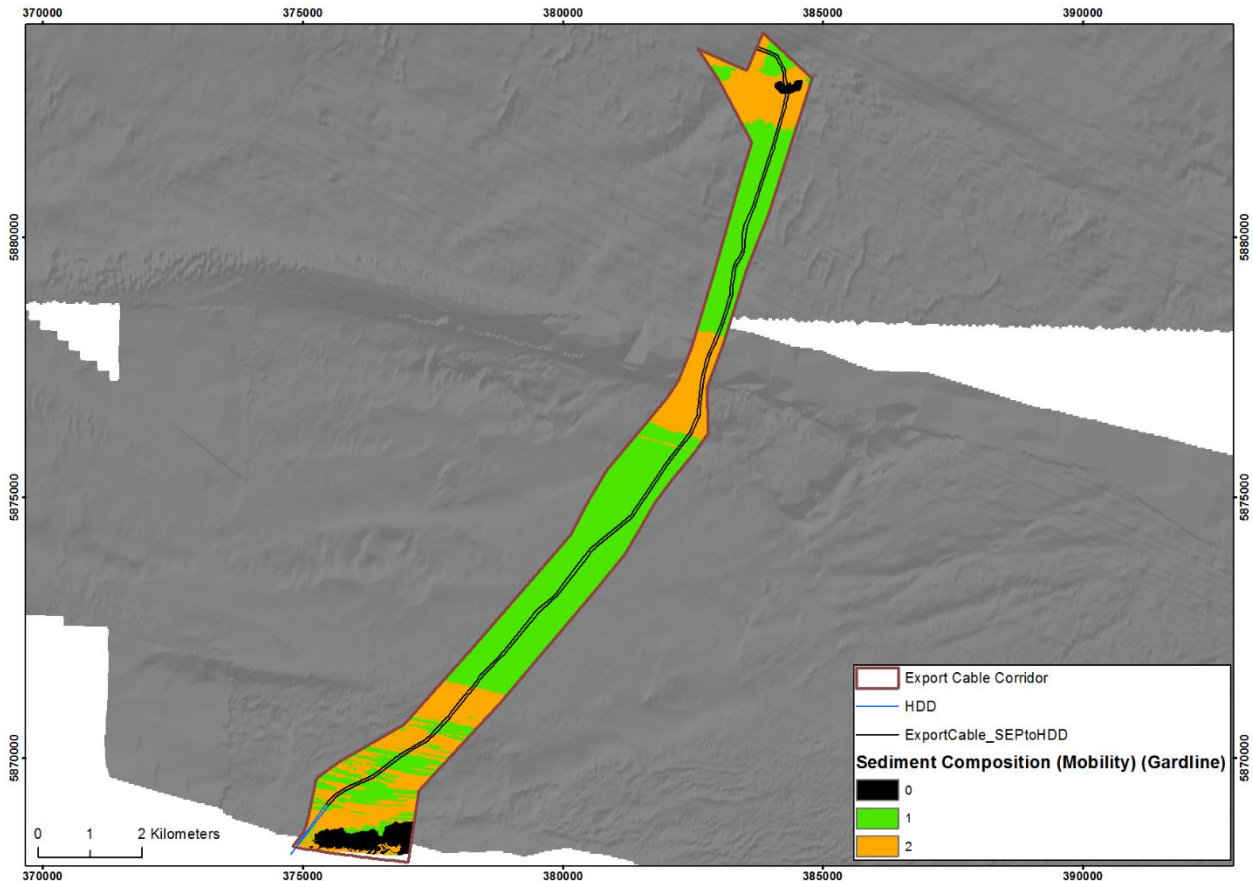 370000 375000 380000 385000 390000
5880000 5880000
5875000 5875000
5870000 5870000
Export Cable Corridor
HDD
ExportCable_SEPtoHDD
Sediment Composition (Mobility) (Gardline)
0
1
2
0 1 2 Kilometers
370000 375000 380000 385000 390000